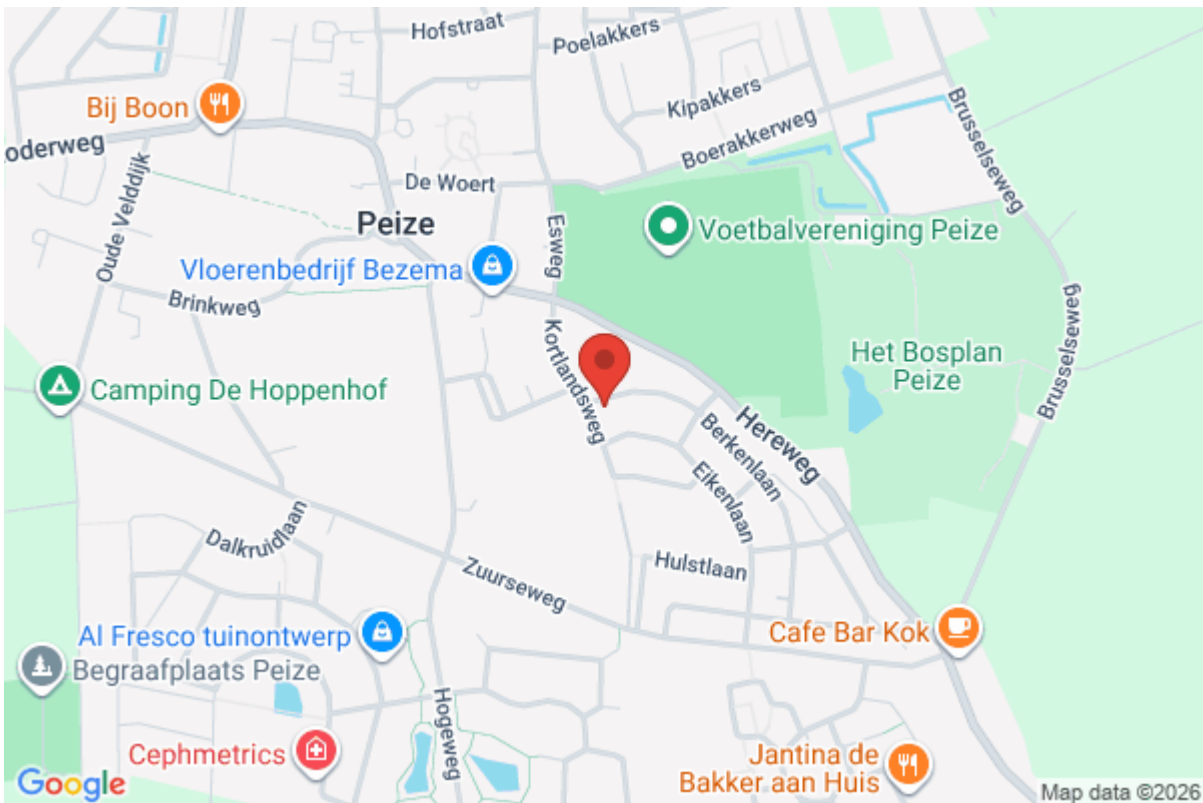 Hofstraat
Poelakkers
Bij Boon
Kipakkers
Brusselseweg
oderweg
Boerakkerweg
Oude Velddijk
De Woert
Peize
Esweg
Voetbalvereniging Peize
Vloerenbedrijf Bezema
Brinkweg
Brusselseweg
Kortlandsweg
Het Bosplan
Peize
Camping De Hoppenhof
Hereweg
Berkenlaan
Eikenlaan
Dalkruidlaan
Zuurseweg
Hulstlaan
Al Fresco tuinontwerp
Cafe Bar Kok
Begraafplaats Peize
Hogeweg
Cephmetrics
Jantina de
Bakker aan Huis
Google
Map data ©2026